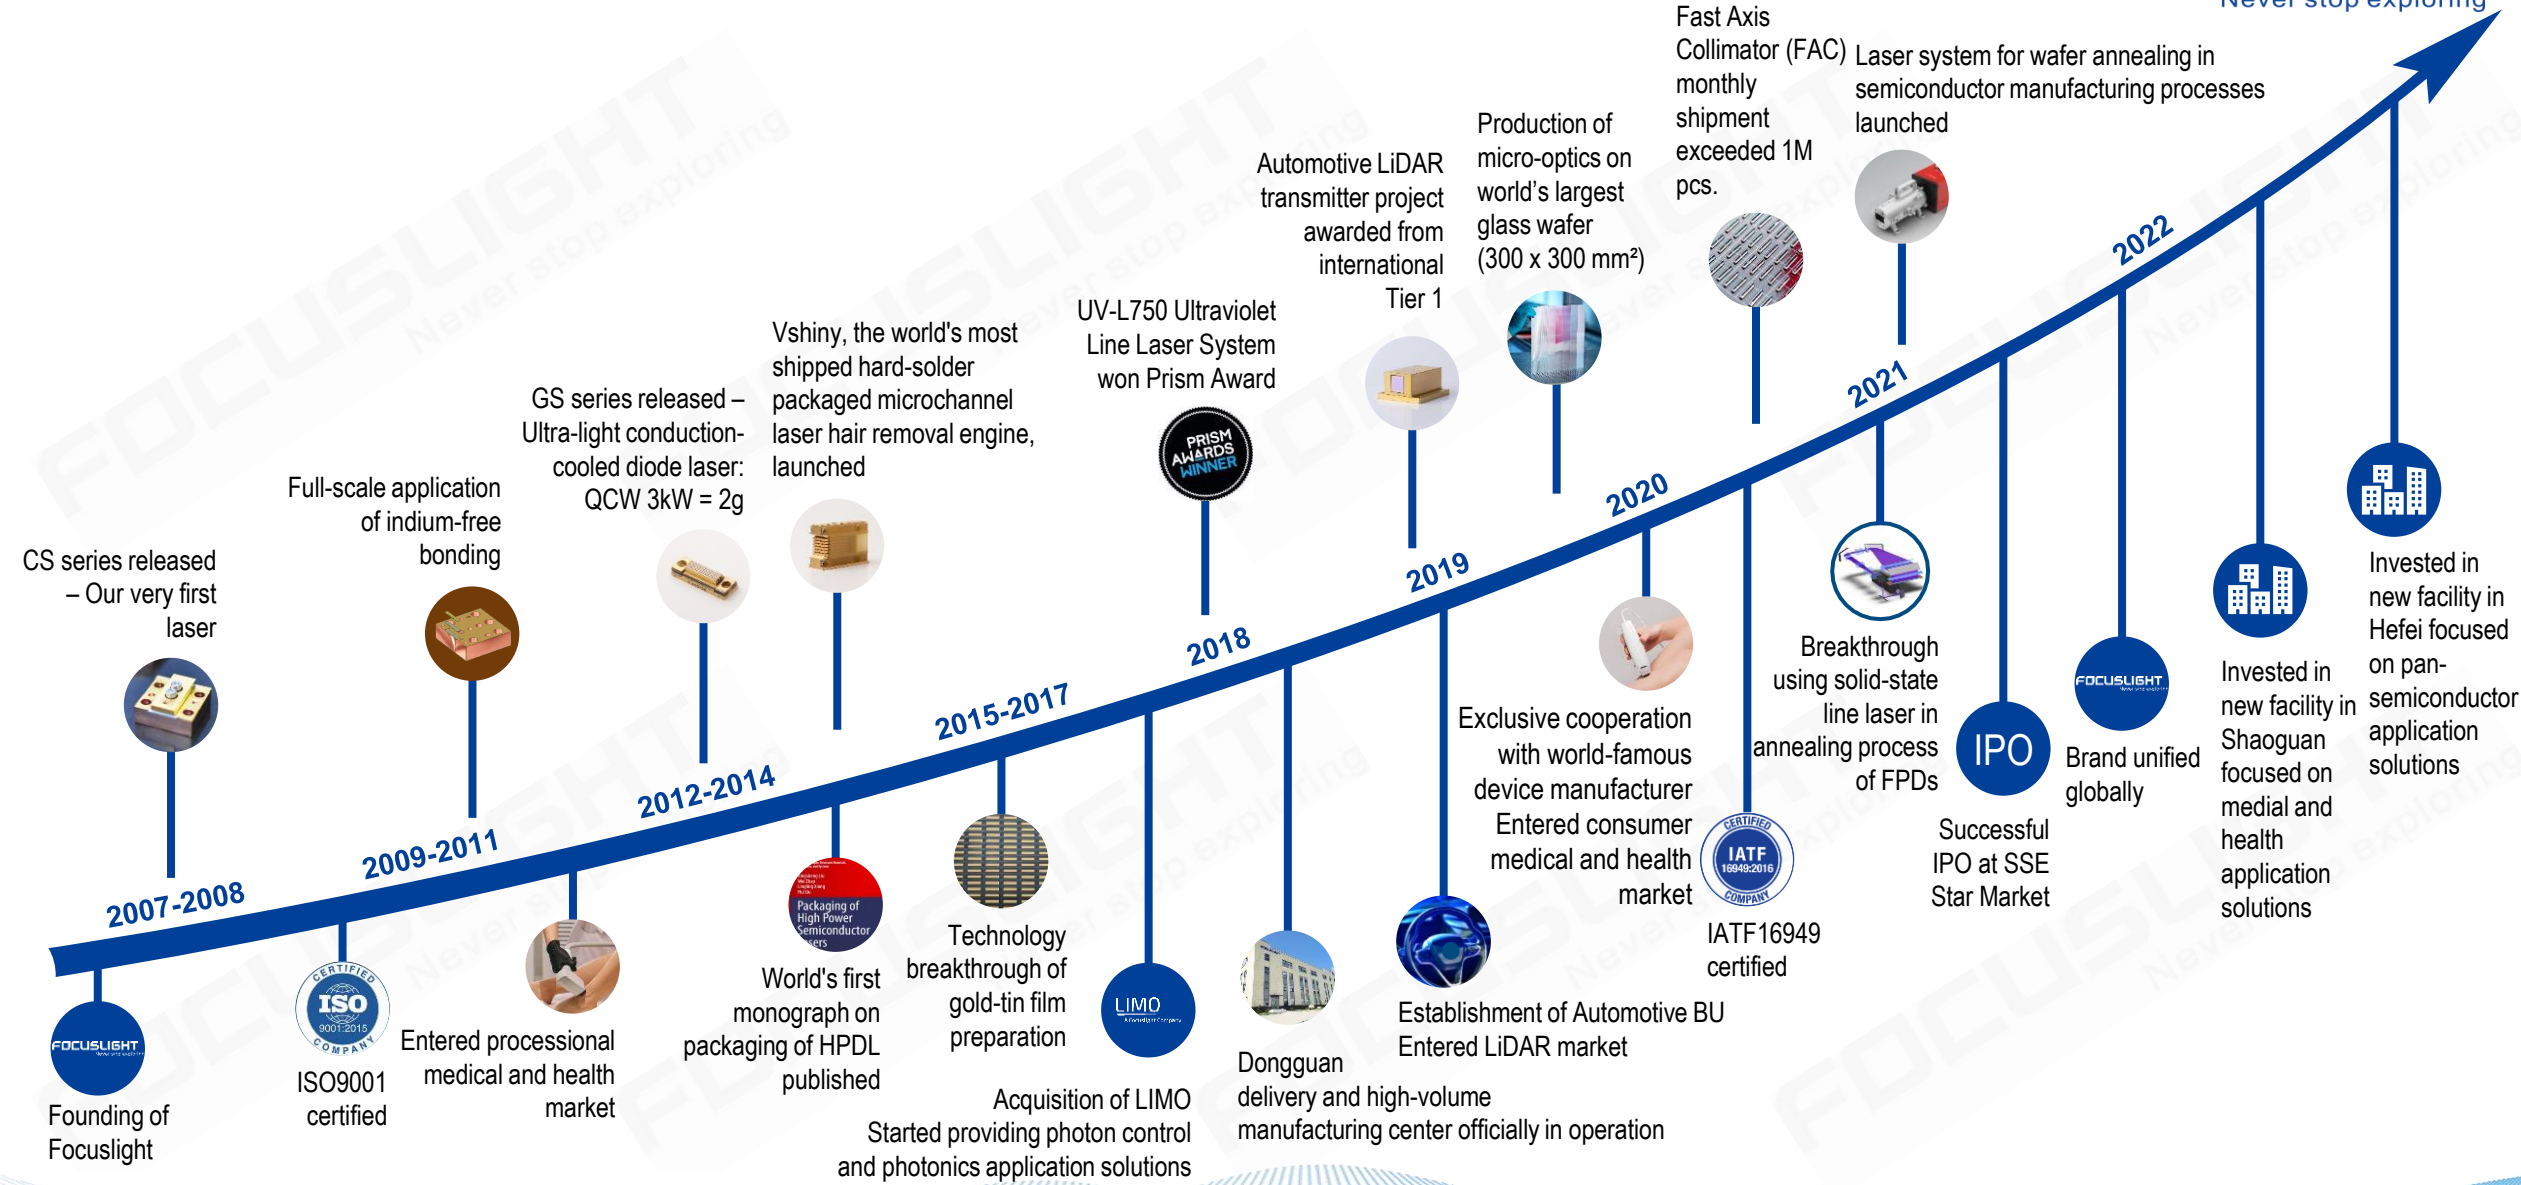 Never stop exploring
CS series released
– Our very first
laser
Full-scale application
of indium-free
bonding
GS series released –
Ultra-light conduction-
cooled diode laser:
QCW 3kW = 2g
Vshiny, the world's most
shipped hard-solder
packaged microchannel
laser hair removal engine,
launched
UV-L750 Ultraviolet
Line Laser System
won Prism Award
PRISM
AWARDS
WINNER
Automotive LiDAR
transmitter project
awarded from
international
Tier 1
Production of
micro-optics on
world’s largest
glass wafer
(300 x 300 mm²)
Fast Axis
Collimator (FAC)
monthly
shipment
exceeded 1M
pcs.
Laser system for wafer annealing in
semiconductor manufacturing processes
launched
2007-2008
2009-2011
2012-2014
2015-2017
2018
2019
2020
2021
2022
FOCUSLIGHT
Never stop exploring
Founding of
Focuslight
CERTIFIED
ISO
9001:2015
COMPANY
ISO9001
certified
Entered processional
medical and health
market
Packaging of
High Power
Semiconductor
World's first
monograph on
packaging of HPDL
published
Technology
breakthrough of
gold-tin film
preparation
LIMO
A Focuslight Company
Acquisition of LIMO
Started providing photon control
and photonics application solutions
Dongguan
delivery and high-volume
manufacturing center officially in operation
Establishment of Automotive BU
Entered LiDAR market
Exclusive cooperation
with world-famous
device manufacturer
Entered consumer
medical and health
market
CERTIFIED
IATF
16949:2016
COMPANY
IATF16949
certified
Breakthrough
using solid-state
line laser in
annealing process
of FPDs
IPO
Successful
IPO at SSE
Star Market
FOCUSLIGHT
Never stop exploring
Brand unified
globally
Invested in
new facility in
Shaoguan
focused on
medial and
health
application
solutions
Invested in
new facility in
Hefei focused
on pan-
semiconductor
application
solutions